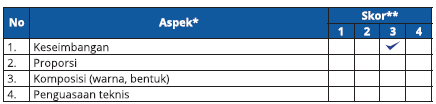 No Aspek* Skor**
1 2 3 4
1. Keseimbangan ✓
2. Proporsi
3. Komposisi (warna, bentuk)
4. Penguasaan teknis